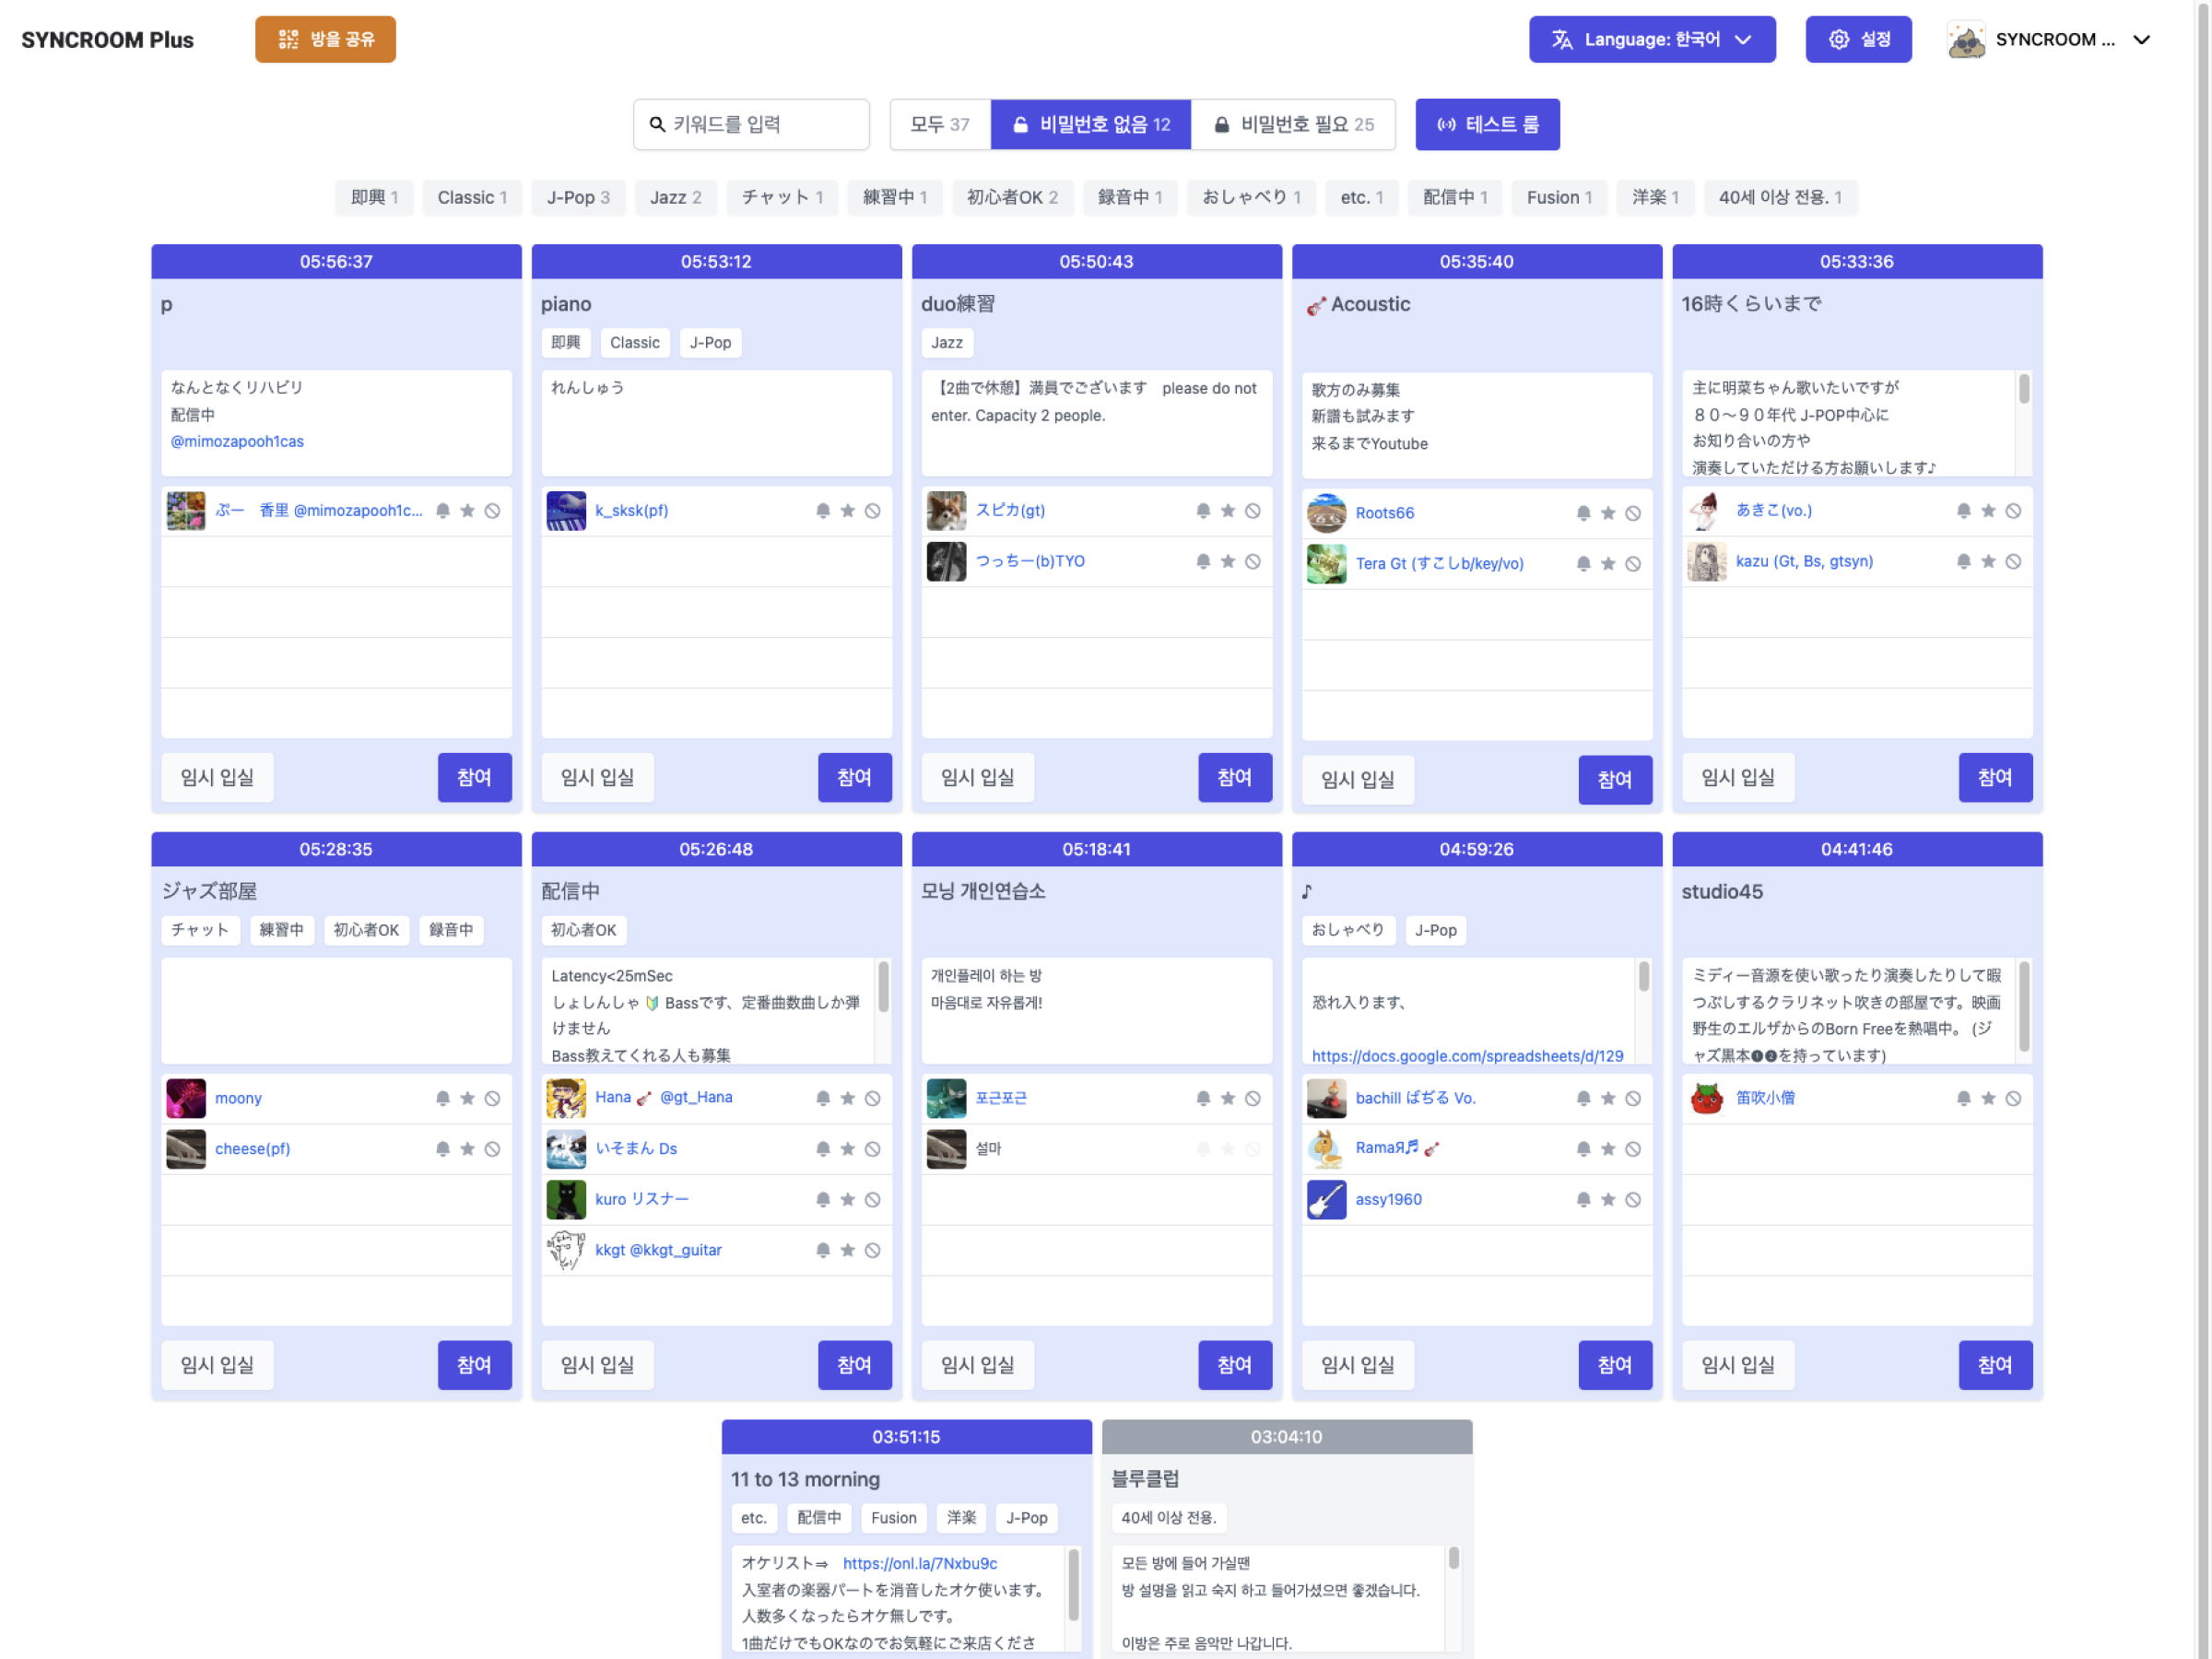 SYNCROOM Plus
방을 공유
Language: 한국어
설정
SYNCROOM ...
키워드를 입력
모두 37
비밀번호 없음 12
비밀번호 필요 25
테스트 룸
即興 1
Classic 1
J-Pop 3
Jazz 2
チャット 1
練習中 1
初心者OK 2
録音中 1
おしゃべり 1
etc. 1
配信中 1
Fusion 1
洋楽 1
40세 이상 전용. 1
05:56:37
p
なんとなくリハビリ
配信中
@mimozapooh1cas
ぷー　香里 @mimozapooh1c...
임시 입실
참여
05:53:12
piano
即興
Classic
J-Pop
れんしゅう
k_sksk(pf)
임시 입실
참여
05:50:43
duo練習
Jazz
【2曲で休憩】満員でございます　please do not
enter. Capacity 2 people.
スピカ(gt)
つっちー(b)TYO
임시 입실
참여
05:35:40
🎸 Acoustic
歌方のみ募集
新譜も試みます
来るまでYoutube
66
Roots66
Tera Gt (すこしb/key/vo)
임시 입실
참여
05:33:36
16時くらいまで
主に明菜ちゃん歌いたいですが
８０〜９０年代 J-POP中心に
お知り合いの方や
演奏していただける方お願いします♪
あきこ(vo.)
kazu (Gt, Bs, gtsyn)
임시 입실
참여
05:28:35
ジャズ部屋
チャット
練習中
初心者OK
録音中
moony
cheese(pf)
임시 입실
참여
05:26:48
配信中
初心者OK
Latency<25mSec
しょしんしゃ 🔰 Bassです、定番曲数曲しか弾
けません
Bass教えてくれる人も募集
Hana 🎸 @gt_Hana
いそまん Ds
kuro リスナー
kkgt @kkgt_guitar
임시 입실
참여
05:18:41
모닝 개인연습소
개인플레이 하는 방
마음대로 자유롭게!
포근포근
설마
임시 입실
참여
04:59:26
♪
おしゃべり
J-Pop
恐れ入ります、
https://docs.google.com/spreadsheets/d/129
bachill ばぢる Vo.
RamaЯ🎵🎸
assy1960
임시 입실
참여
04:41:46
studio45
ミディー音源を使い歌ったり演奏したりして暇
つぶしするクラリネット吹きの部屋です。映画
野生のエルザからのBorn Freeを熱唱中。 (ジ
ャズ黒本❶❷を持っています)
笛吹小僧
임시 입실
참여
03:51:15
11 to 13 morning
etc.
配信中
Fusion
洋楽
J-Pop
オケリスト⇒　https://onl.la/7Nxbu9c
入室者の楽器パートを消音したオケ使います。
人数多くなったらオケ無しです。
1曲だけでもOKなのでお気軽にご来店くださ
03:04:10
블루클럽
40세 이상 전용.
모든 방에 들어 가실땐
방 설명을 읽고 숙지 하고 들어가셨으면 좋겠습니다.
이방은 주로 음악만 나갑니다.